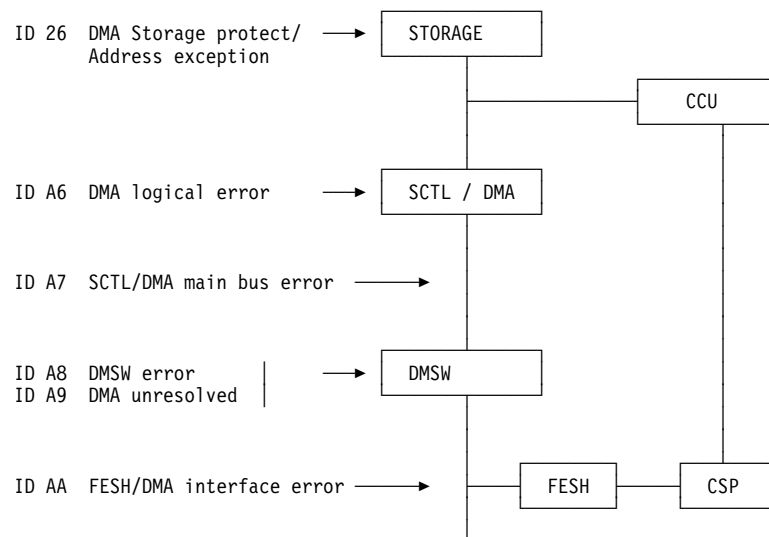 ID 26 DMA Storage protect/ STORAGE
Address exception
CCU
ID A6 DMA logical error SCTL / DMA
ID A7 SCTL/DMA main bus error
ID A8 DMSW error DMSW
ID A9 DMA unresolved
ID AA FESH/DMA interface error FESH CSP